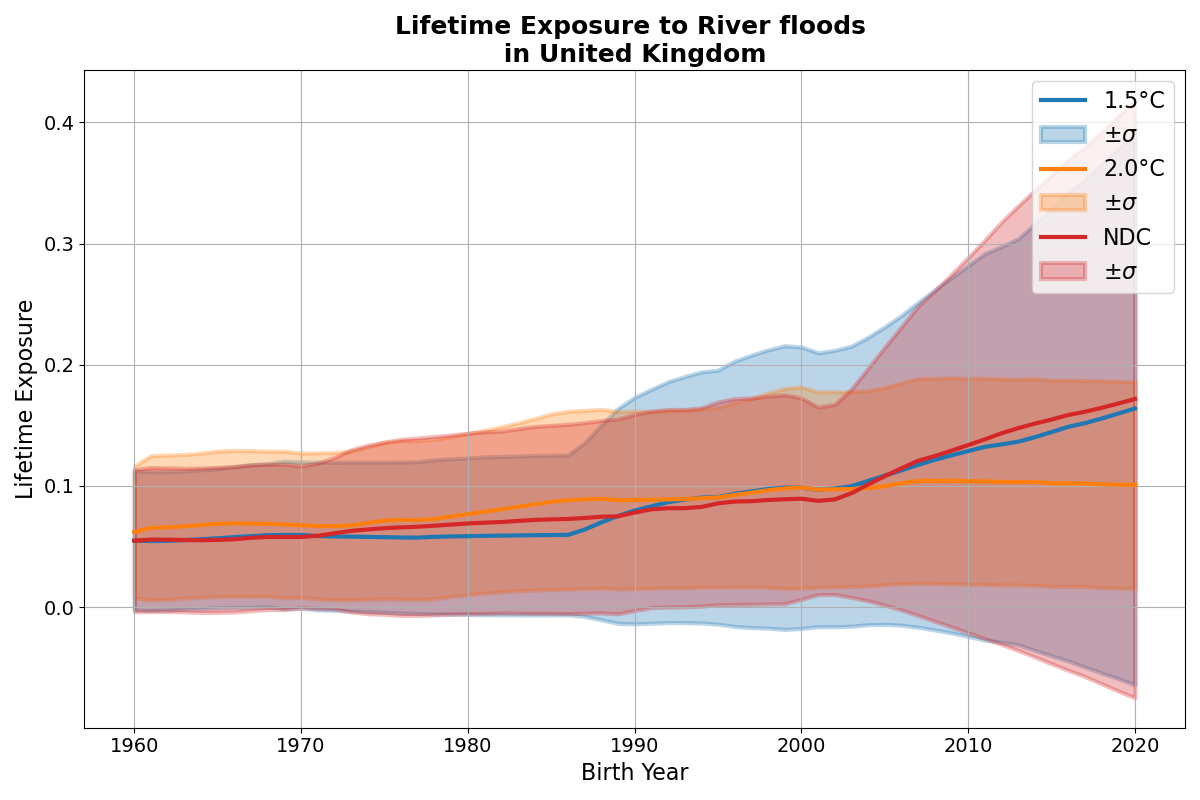 Lifetime Exposure to River floods
in United Kingdom
1.5°C
±σ
2.0°C
±σ
NDC
±σ
Lifetime Exposure
0.4
0.3
0.2
0.1
0.0
1960 1970 1980 1990 2000 2010 2020
Birth Year